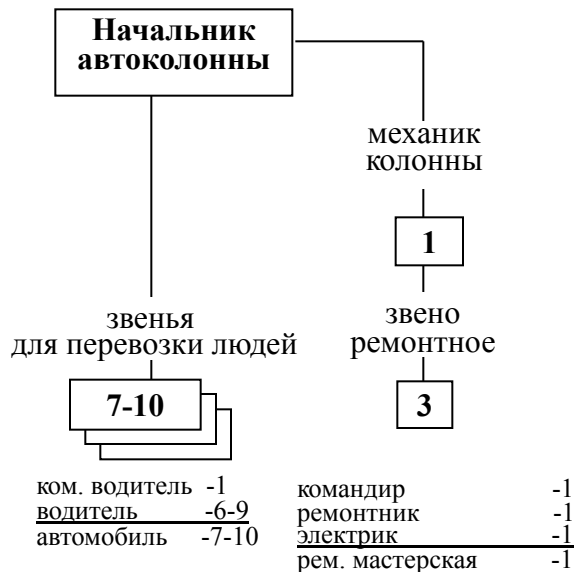 Начальник
автоколонны
механик
колонны
1
звенья
для перевозки людей
звено
ремонтное
7-10
3
ком. водитель -1
водитель -6-9
автомобиль -7-10
командир -1
ремонтник -1
электрик -1
рем. мастерская -1